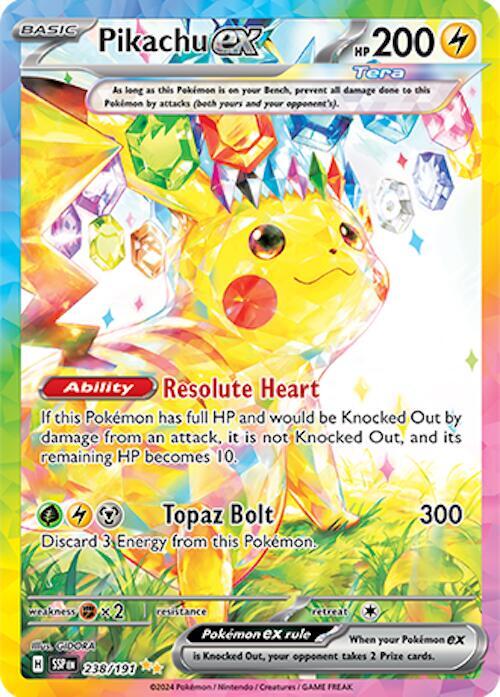 BASIC Pikachu ex HP 200
Tera
As long as this Pokémon is on your Bench, prevent all damage done to this
Pokémon by attacks (both yours and your opponent's).
Ability Resolute Heart
If this Pokémon has full HP and would be Knocked Out by
damage from an attack, it is not Knocked Out, and its
remaining HP becomes 10.
Topaz Bolt 300
Discard 3 Energy from this Pokémon.
weakness ×2 resistance retreat
Illus. GIDORA
Pokémon ex rule When your Pokémon ex
is Knocked Out, your opponent takes 2 Prize cards.
H SSP EN 238/191
©2024 Pokémon / Nintendo / Creatures / GAME FREAK